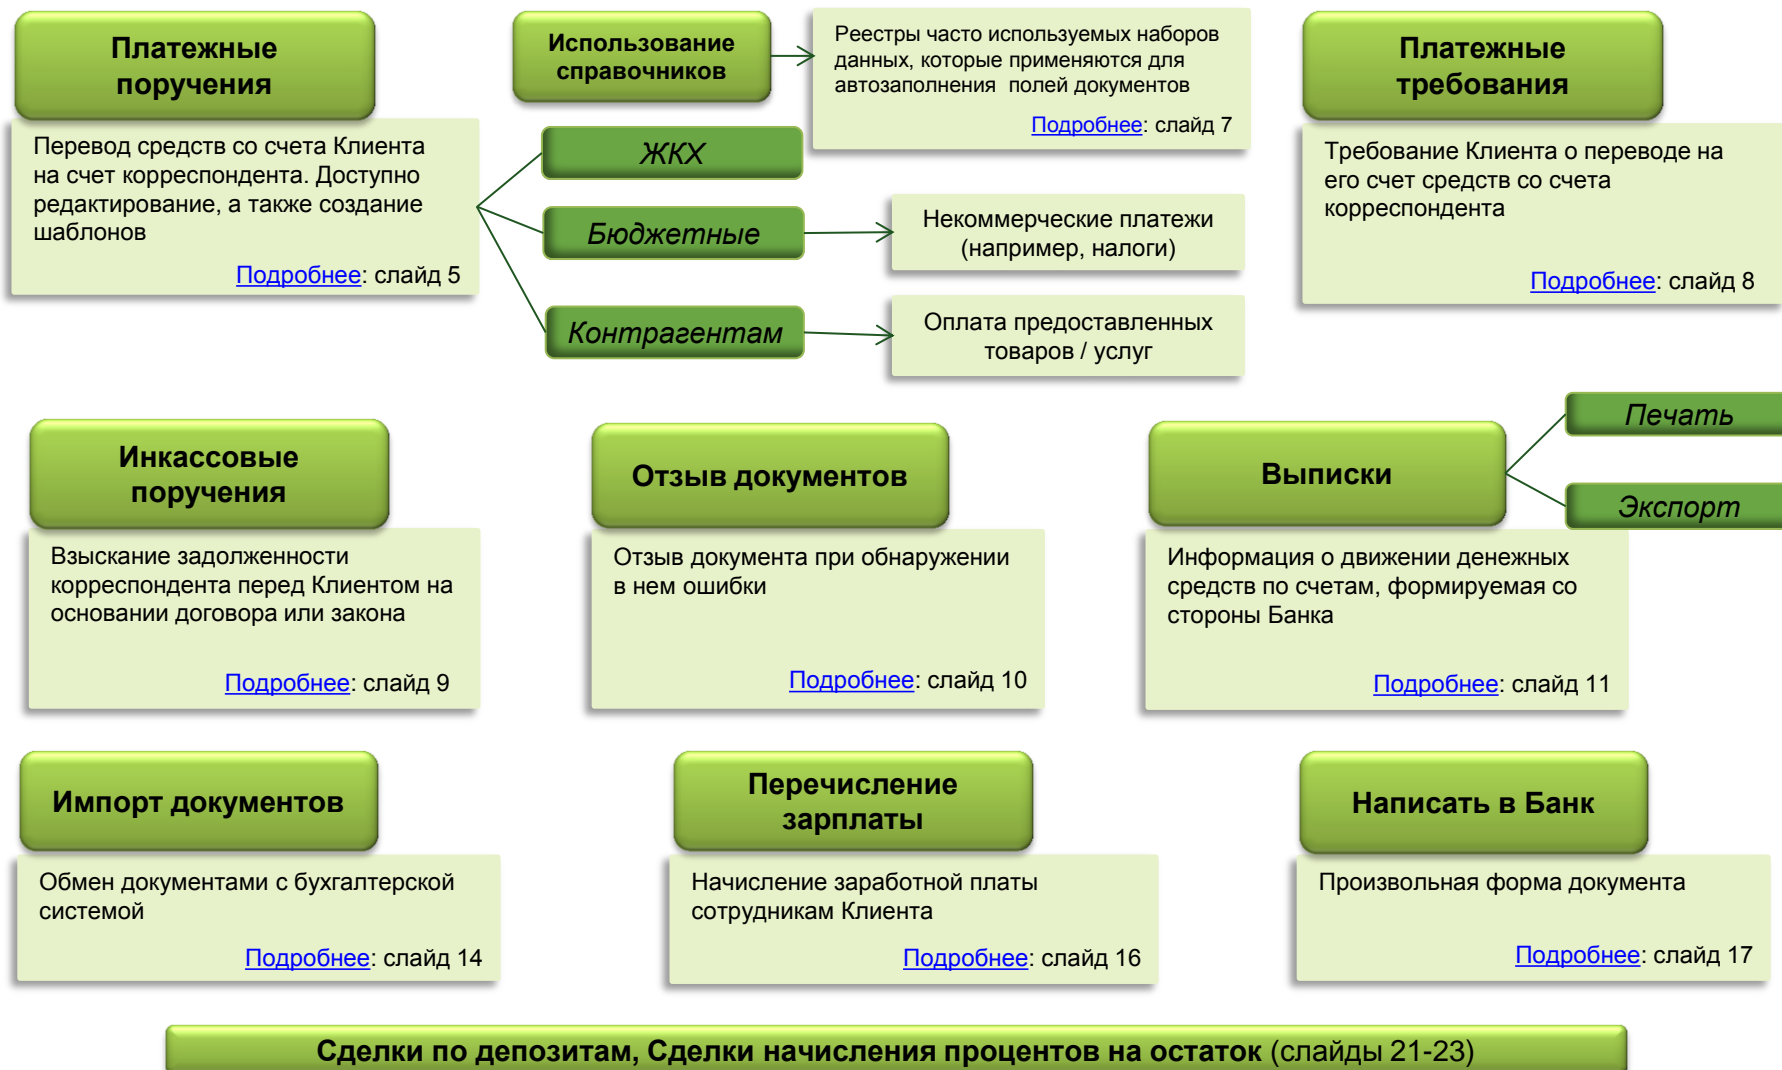 Платежные
поручения
Перевод средств со счета Клиента
на счет корреспондента. Доступно
редактирование, а также создание
шаблонов
Подробнее: слайд 5
Использование
справочников
Реестры часто используемых наборов
данных, которые применяются для
автозаполнения полей документов
Подробнее: слайд 7
ЖКХ
Бюджетные
Некоммерческие платежи
(например, налоги)
Контрагентам
Оплата предоставленных
товаров / услуг
Платежные
требования
Требование Клиента о переводе на
его счет средств со счета
корреспондента
Подробнее: слайд 8
Инкассовые
поручения
Взыскание задолженности
корреспондента перед Клиентом на
основании договора или закона
Подробнее: слайд 9
Отзыв документов
Отзыв документа при обнаружении
в нем ошибки
Подробнее: слайд 10
Выписки
Печать
Экспорт
Информация о движении денежных
средств по счетам, формируемая со
стороны Банка
Подробнее: слайд 11
Импорт документов
Обмен документами с бухгалтерской
системой
Подробнее: слайд 14
Перечисление
зарплаты
Начисление заработной платы
сотрудникам Клиента
Подробнее: слайд 16
Написать в Банк
Произвольная форма документа
Подробнее: слайд 17
Сделки по депозитам, Сделки начисления процентов на остаток (слайды 21-23)